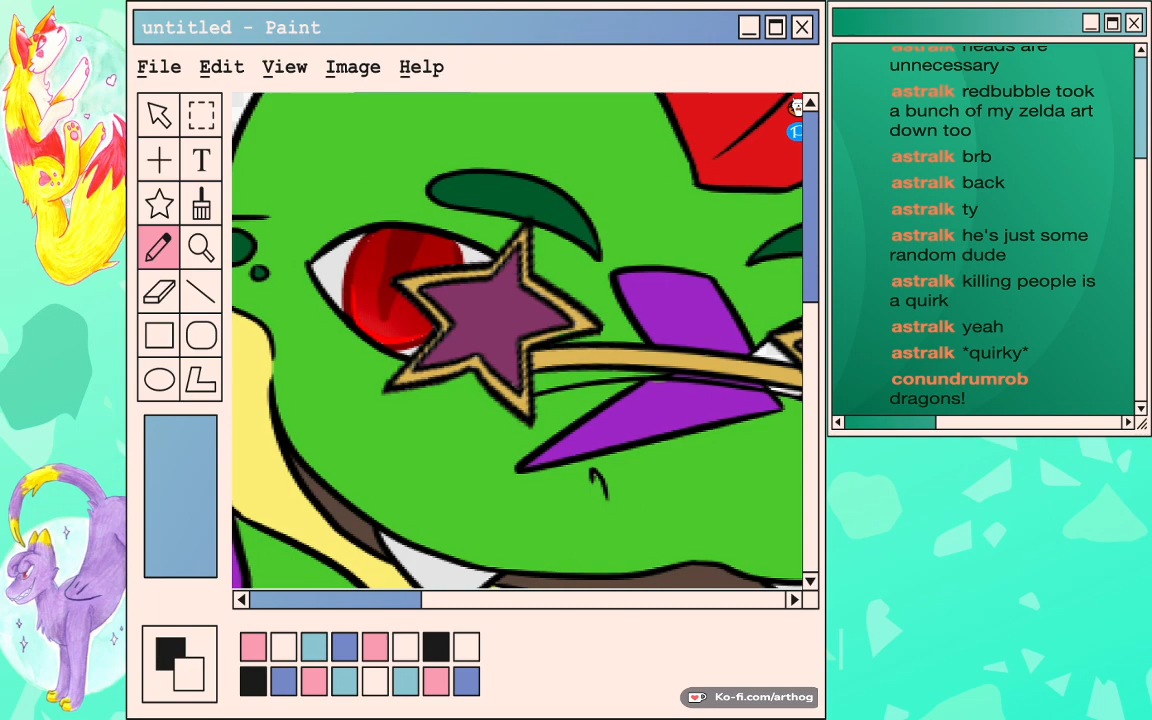 untitled - Paint
File Edit View Image Help
T
astralk heads are
unnecessary
astralk redbubble took
a bunch of my zelda art
down too
astralk brb
astralk back
astralk ty
astralk he's just some
random dude
astralk killing people is
a quirk
astralk yeah
astralk *quirky*
conundrumrob
dragons!
Ko-fi.com/arthog